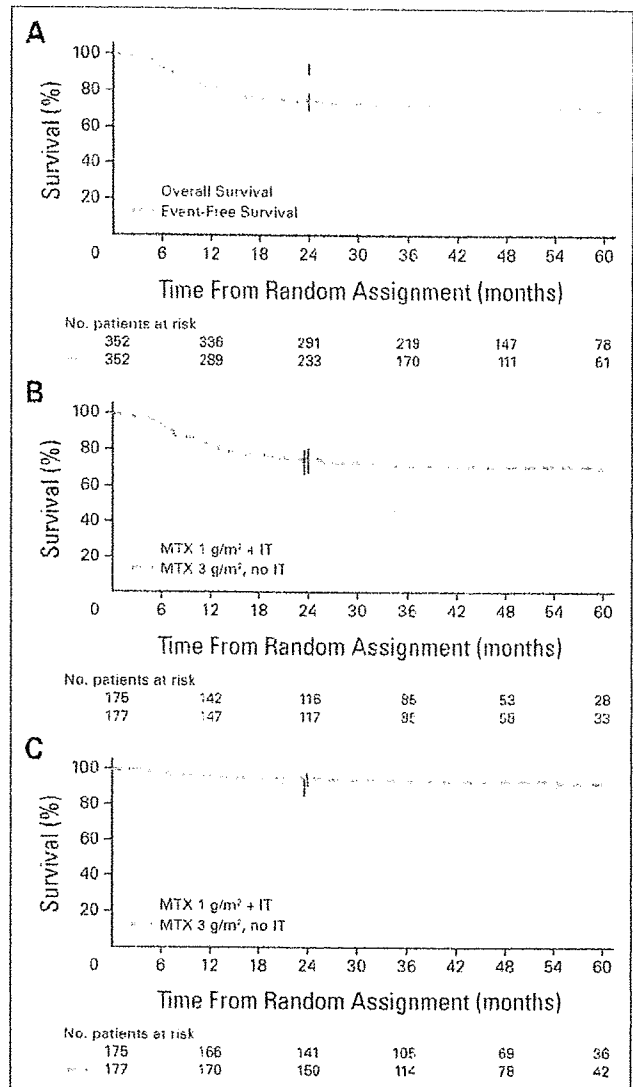 A
Survival (%)
100
80
60
40
20
0
Overall Survival
Event-Free Survival
6 12 18 24 30 36 42 48 54 60
Time From Random Assignment (months)
No. patients at risk
352 336 291 219 147 78
352 289 233 170 111 61
B
Survival (%)
100
80
60
40
20
0
MTX 1 g/m² + IT
MTX 3 g/m², no IT
6 12 18 24 30 36 42 48 54 60
Time From Random Assignment (months)
No. patients at risk
175 142 116 53 28
177 147 117 33
C
Survival (%)
100
80
60
40
20
0
MTX 1 g/m² + IT
MTX 3 g/m², no IT
6 12 18 24 30 36 42 48 54 60
Time From Random Assignment (months)
No. patients at risk
175 166 141 105 69 36
177 170 150 114 78 42